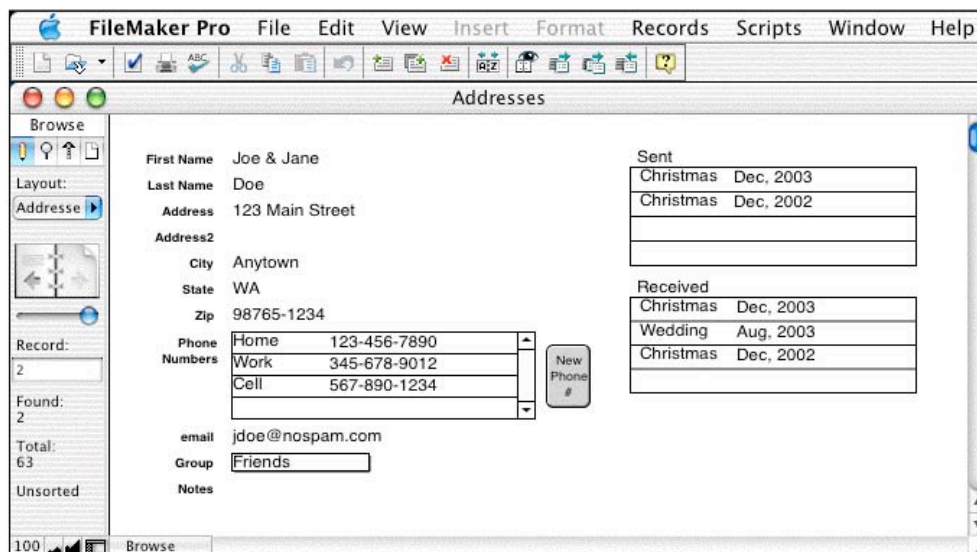 FileMaker Pro File Edit View Insert Format Records Scripts Window Help
ABC
A Z
?
Addresses
Browse
Layout:
Addresse
Record:
2
Found:
2
Total:
63
Unsorted
First Name Joe & Jane
Last Name Doe
Address 123 Main Street
Address2
City Anytown
State WA
Zip 98765-1234
Phone Numbers
Home 123-456-7890
Work 345-678-9012
Cell 567-890-1234
New Phone #
email jdoe@nospam.com
Group Friends
Notes
Sent
Christmas Dec, 2003
Christmas Dec, 2002
Received
Christmas Dec, 2003
Wedding Aug, 2003
Christmas Dec, 2002
100 Browse